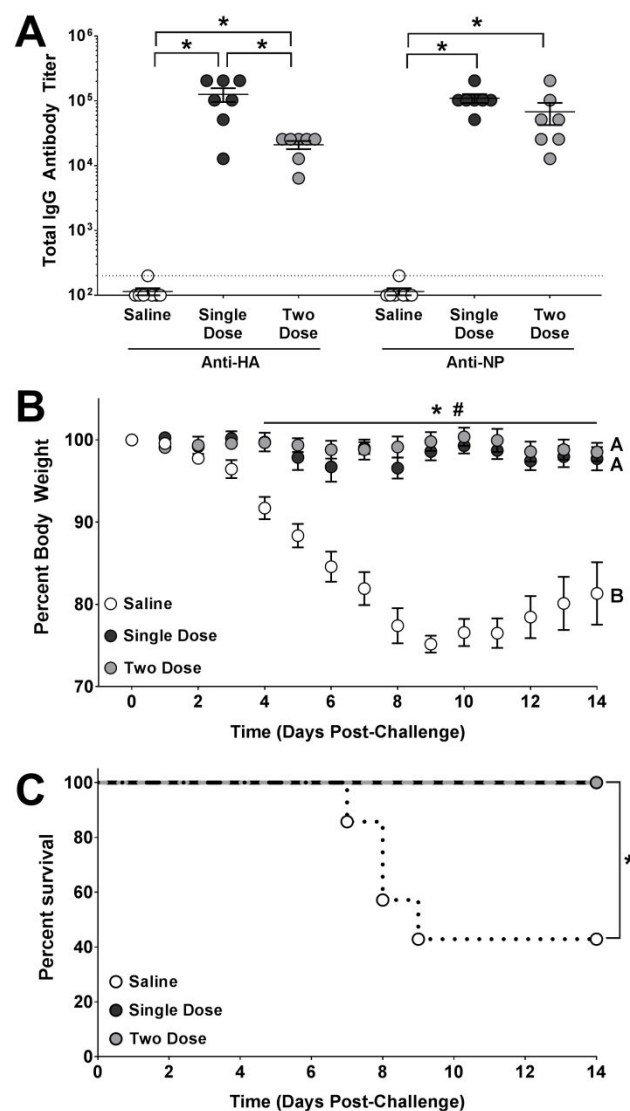 A
* * * * *
Total IgG Antibody Titer
10⁶
10⁵
10⁴
10³
10²
Saline Single Dose Two Dose Saline Single Dose Two Dose
Anti-HA Anti-NP
B
* #
Percent Body Weight
100
90
80
70
A
A
B
Saline
Single Dose
Two Dose
0 2 4 6 8 10 12 14
Time (Days Post-Challenge)
C
Percent survival
100
80
60
40
20
0
*
Saline
Single Dose
Two Dose
0 2 4 6 8 10 12 14
Time (Days Post-Challenge)